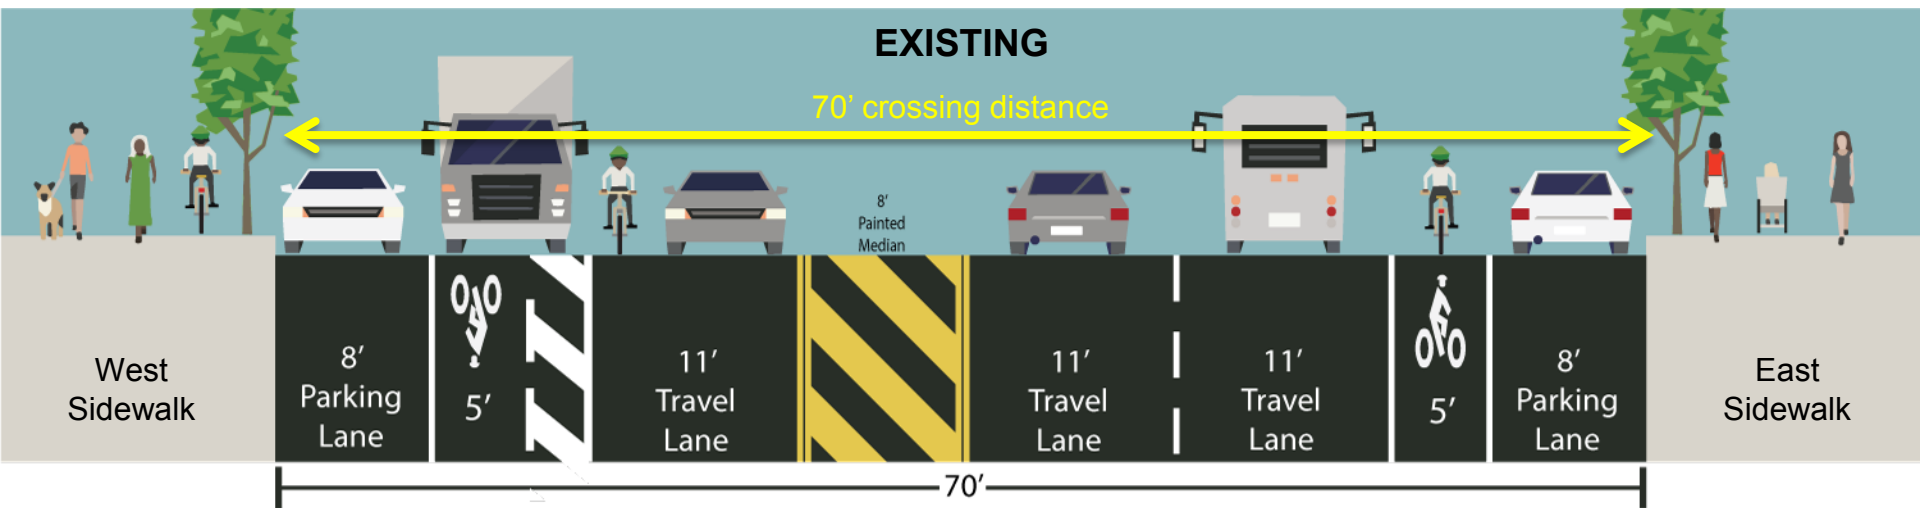 EXISTING
70’ crossing distance
8’
Painted
Median
West
Sidewalk
8’
Parking
Lane
5’
11’
Travel
Lane
11’
Travel
Lane
11’
Travel
Lane
5’
8’
Parking
Lane
East
Sidewalk
70’